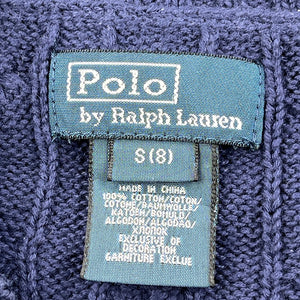 Polo
by Ralph Lauren
S(8)
MADE IN CHINA
100% COTTON/COTON/
COTONE/BAUMWOLLE/
KATOEN/BOMULD/
ALGODON/ALGODAO/
ХЛОПОК
EXCLUSIVE OF
DECORATION
GARNITURE EXCLUE